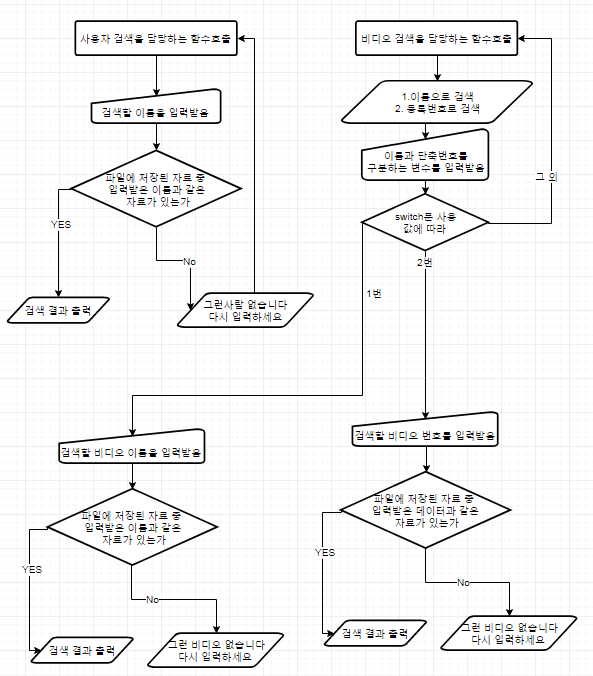 사용자 검색을 담당하는 함수호출
검색할 이름을 입력받음
파일에 저장된 자료 중
입력받은 이름과 같은
자료가 있는가
YES
No
검색 결과 출력
그런사람 없습니다
다시 입력하세요
비디오 검색을 담당하는 함수호출
1.이름으로 검색
2. 등록번호로 검색
이름과 단축번호를
구분하는 변수를 입력받음
그 외
switch문 사용
값에 따라
2번
1번
검색할 비디오 이름을 입력받음
파일에 저장된 자료 중
입력받은 이름과 같은
자료가 있는가
YES
No
검색 결과 출력
그런 비디오 없습니다
다시 입력하세요
검색할 비디오 번호를 입력받음
파일에 저장된 자료 중
입력받은 데이터과 같은
자료가 있는가
YES
No
검색 결과 출력
그런 비디오 없습니다
다시 입력하세요